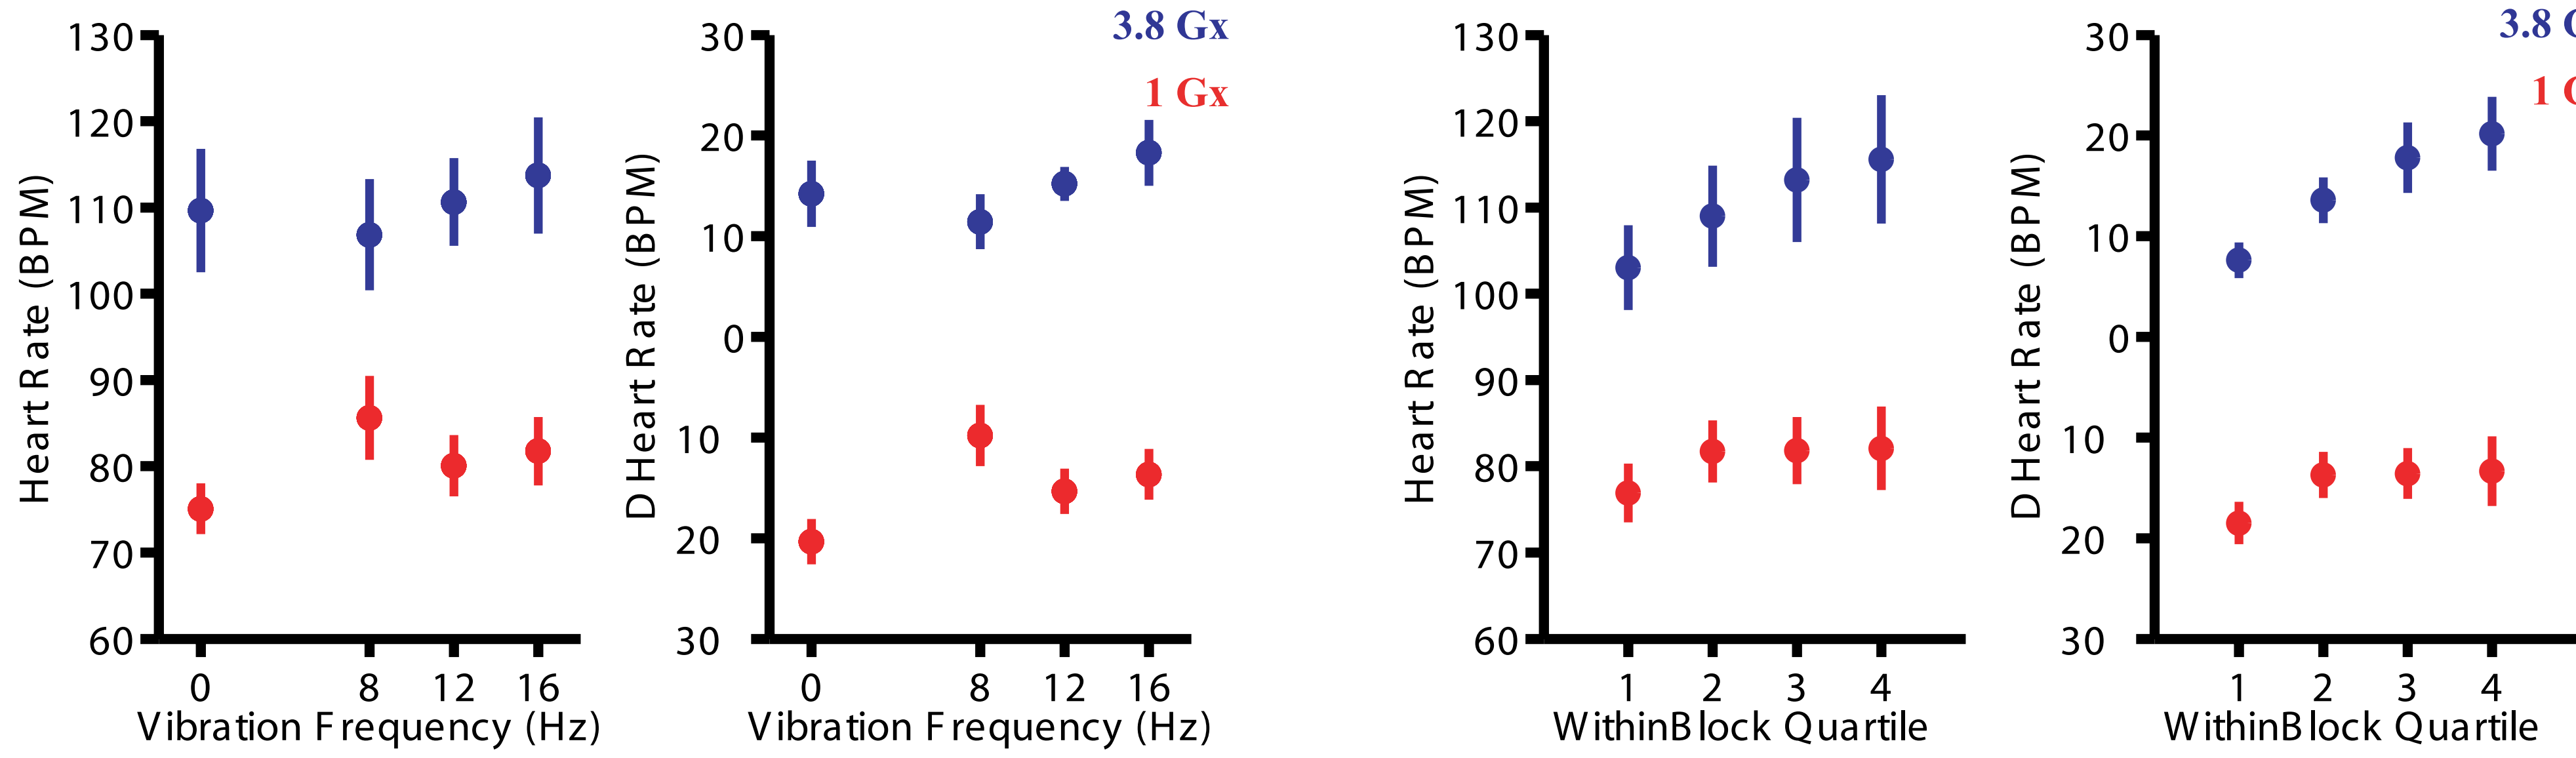 130
120
110
100
90
80
70
60
Heart Rate (BPM)
0 8 12 16
Vibration Frequency (Hz)
3.8 Gx
1 Gx
30
20
10
0
10
20
30
D Heart Rate (BPM)
0 8 12 16
Vibration Frequency (Hz)
130
120
110
100
90
80
70
60
Heart Rate (BPM)
1 2 3 4
WithinBlock Quartile
3.8
1
30
20
10
0
10
20
30
D Heart Rate (BPM)
1 2 3 4
WithinBlock Quartile